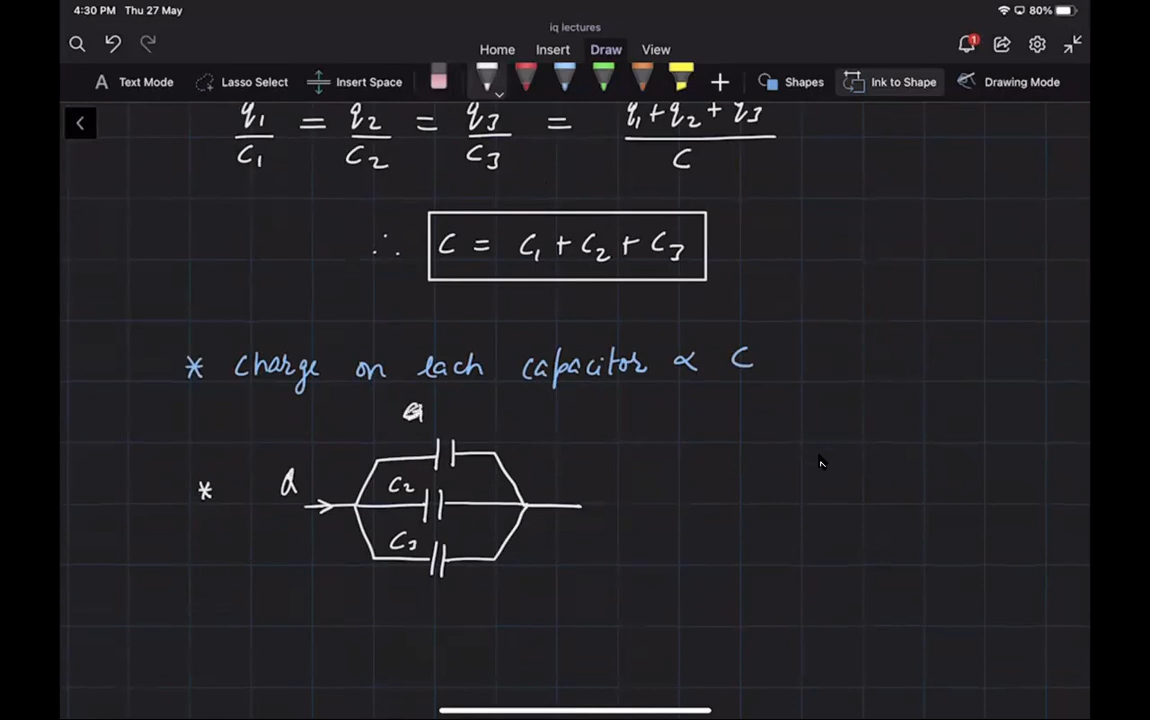 4:30 PM Thu 27 May
80%
iq lectures
Home Insert Draw View
1
Text Mode Lasso Select Insert Space Shapes Ink to Shape Drawing Mode
q₁/C₁ = q₂/C₂ = q₃/C₃ = q₁+q₂+q₃/C
∴ C = C₁ + C₂ + C₃
* charge on each capacitor ∝ C
C₂
*
C₃